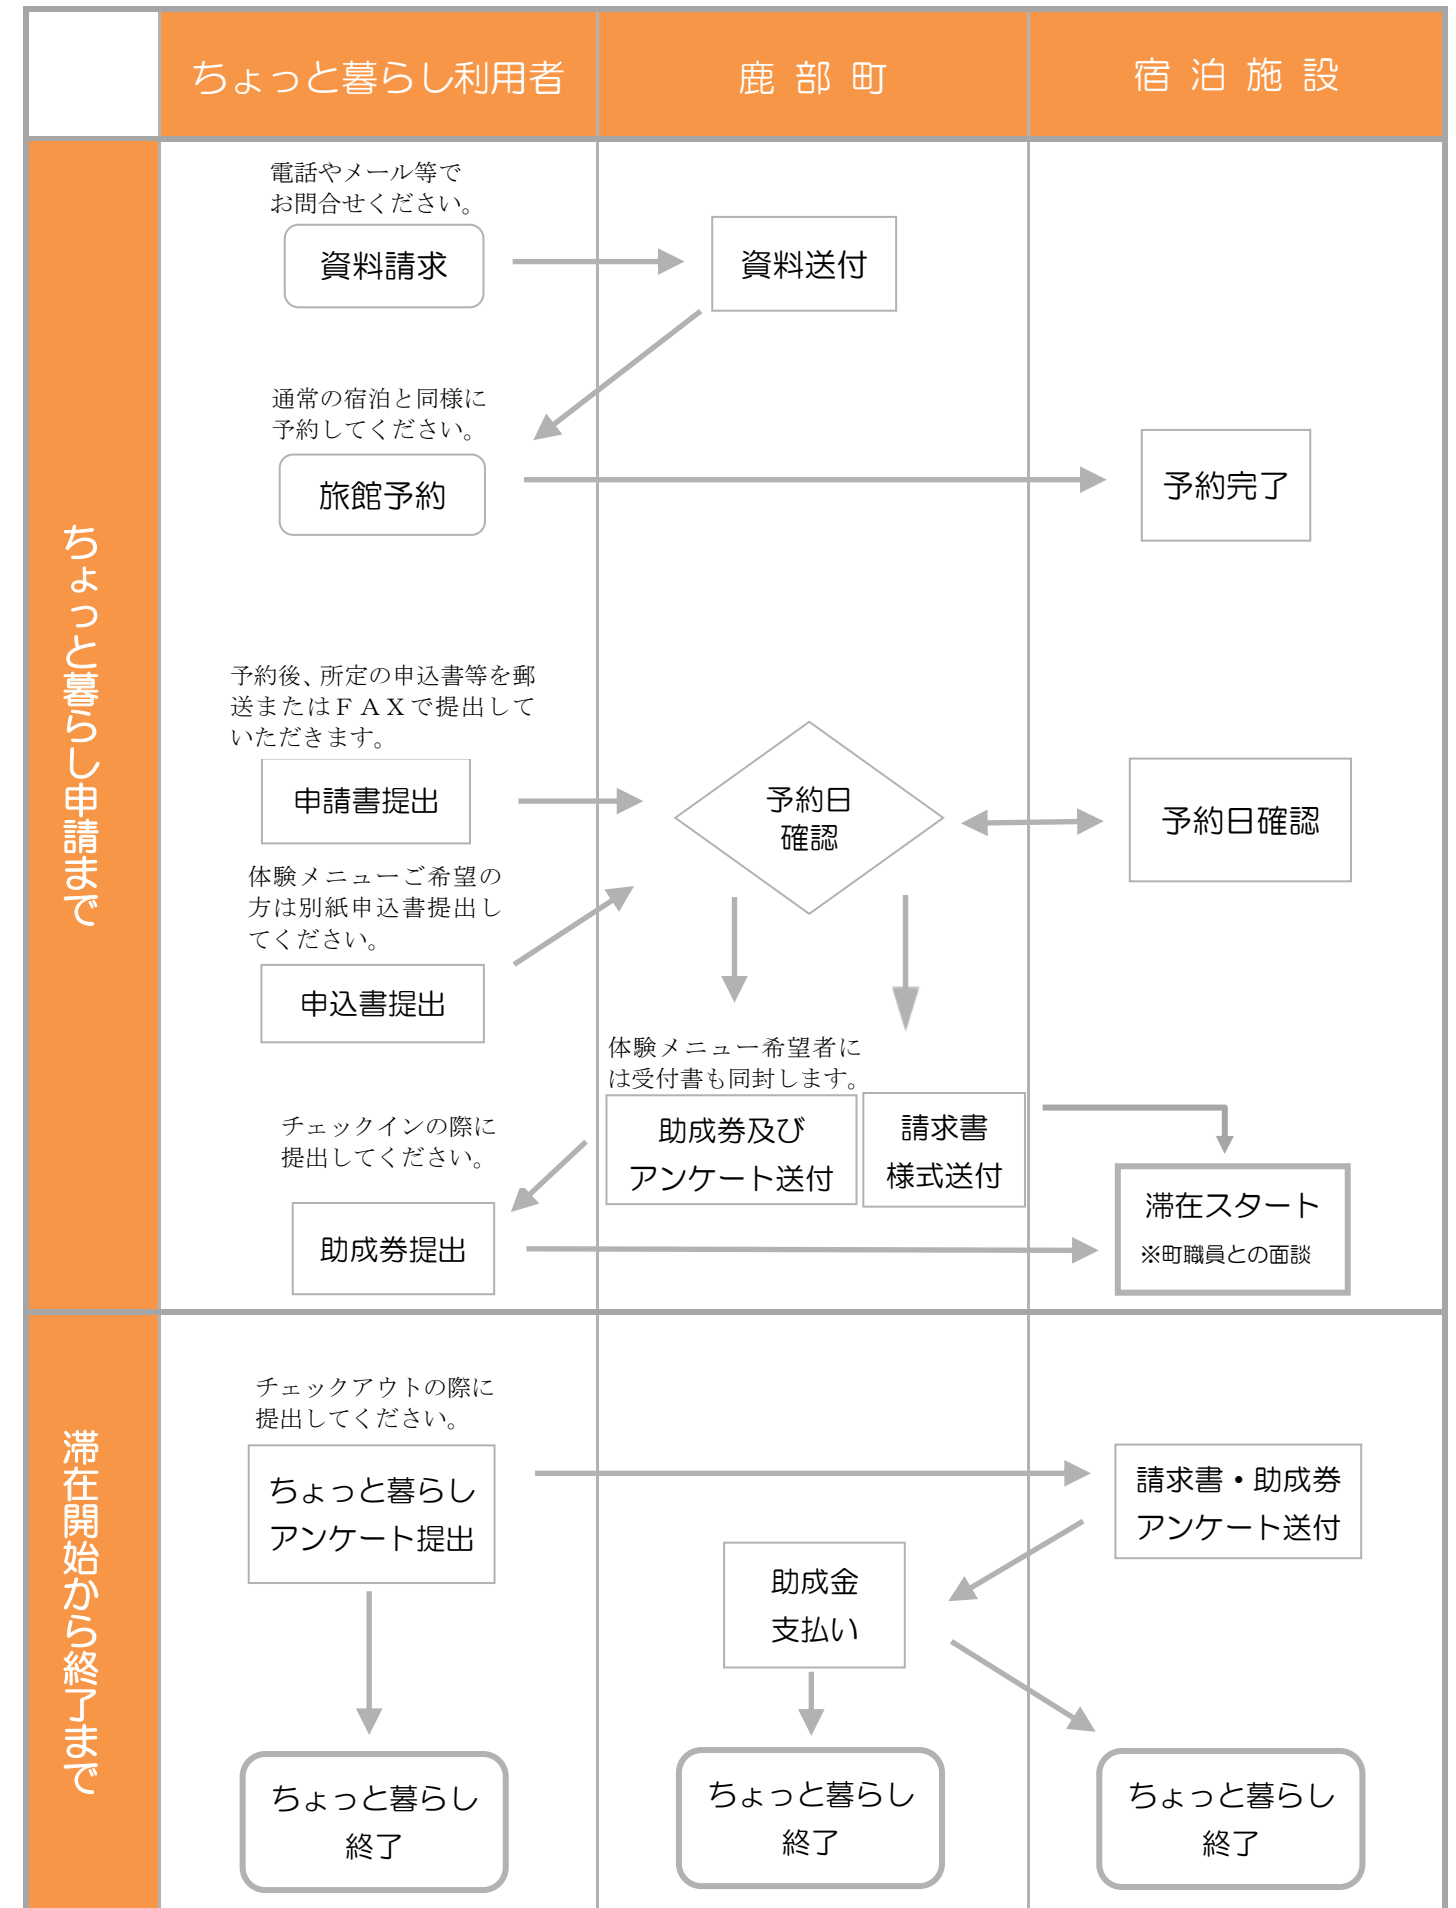 ちょっと暮らし利用者
鹿部町
宿泊施設
ちょっと暮らし申請まで
電話やメール等で
お問合せください。
資料請求
資料送付
通常の宿泊と同様に
予約してください。
旅館予約
予約完了
予約後、所定の申込書等を郵
送またはＦＡＸで提出して
いただきます。
申請書提出
予約日
確認
予約日確認
体験メニューご希望の
方は別紙申込書提出し
てください。
申込書提出
体験メニュー希望者に
は受付書も同封します。
助成券及び
アンケート送付
請求書
様式送付
チェックインの際に
提出してください。
助成券提出
滞在スタート
※町職員との面談
滞在開始から終了まで
チェックアウトの際に
提出してください。
ちょっと暮らし
アンケート提出
請求書・助成券
アンケート送付
助成金
支払い
ちょっと暮らし
終了
ちょっと暮らし
終了
ちょっと暮らし
終了